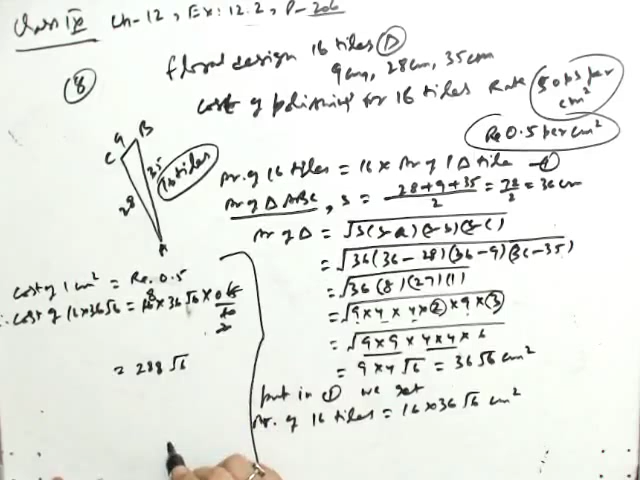 Class IX Ch-12, Ex: 12.2, P-206
(8) floral design 16 tiles Δ
9cm, 28cm, 35cm
cost of polishing for 16 tiles Rate 50 ps per cm²
Re 0.5 per cm²
C 9 B
28 35
A
16 tiles
Ar. of 16 tiles = 16 × Ar of 1 Δ tile - ①
Ar of Δ ABC, s = 28+9+35/2 = 72/2 = 36 cm
Ar of Δ = √s(s-a)(s-b)(s-c)
= √36(36-28)(36-9)(36-35)
= √36(8)(27)(1)
= √9×4×4×2×9×3
= √9×9×4×4×6
= 9×4√6 = 36√6 cm²
put in ① we get
Ar. of 16 tiles = 16×36√6 cm²
cost of 1 cm² = Re. 0.5
∴ cost of 16×36√6 = 16×36√6×
= 288√6